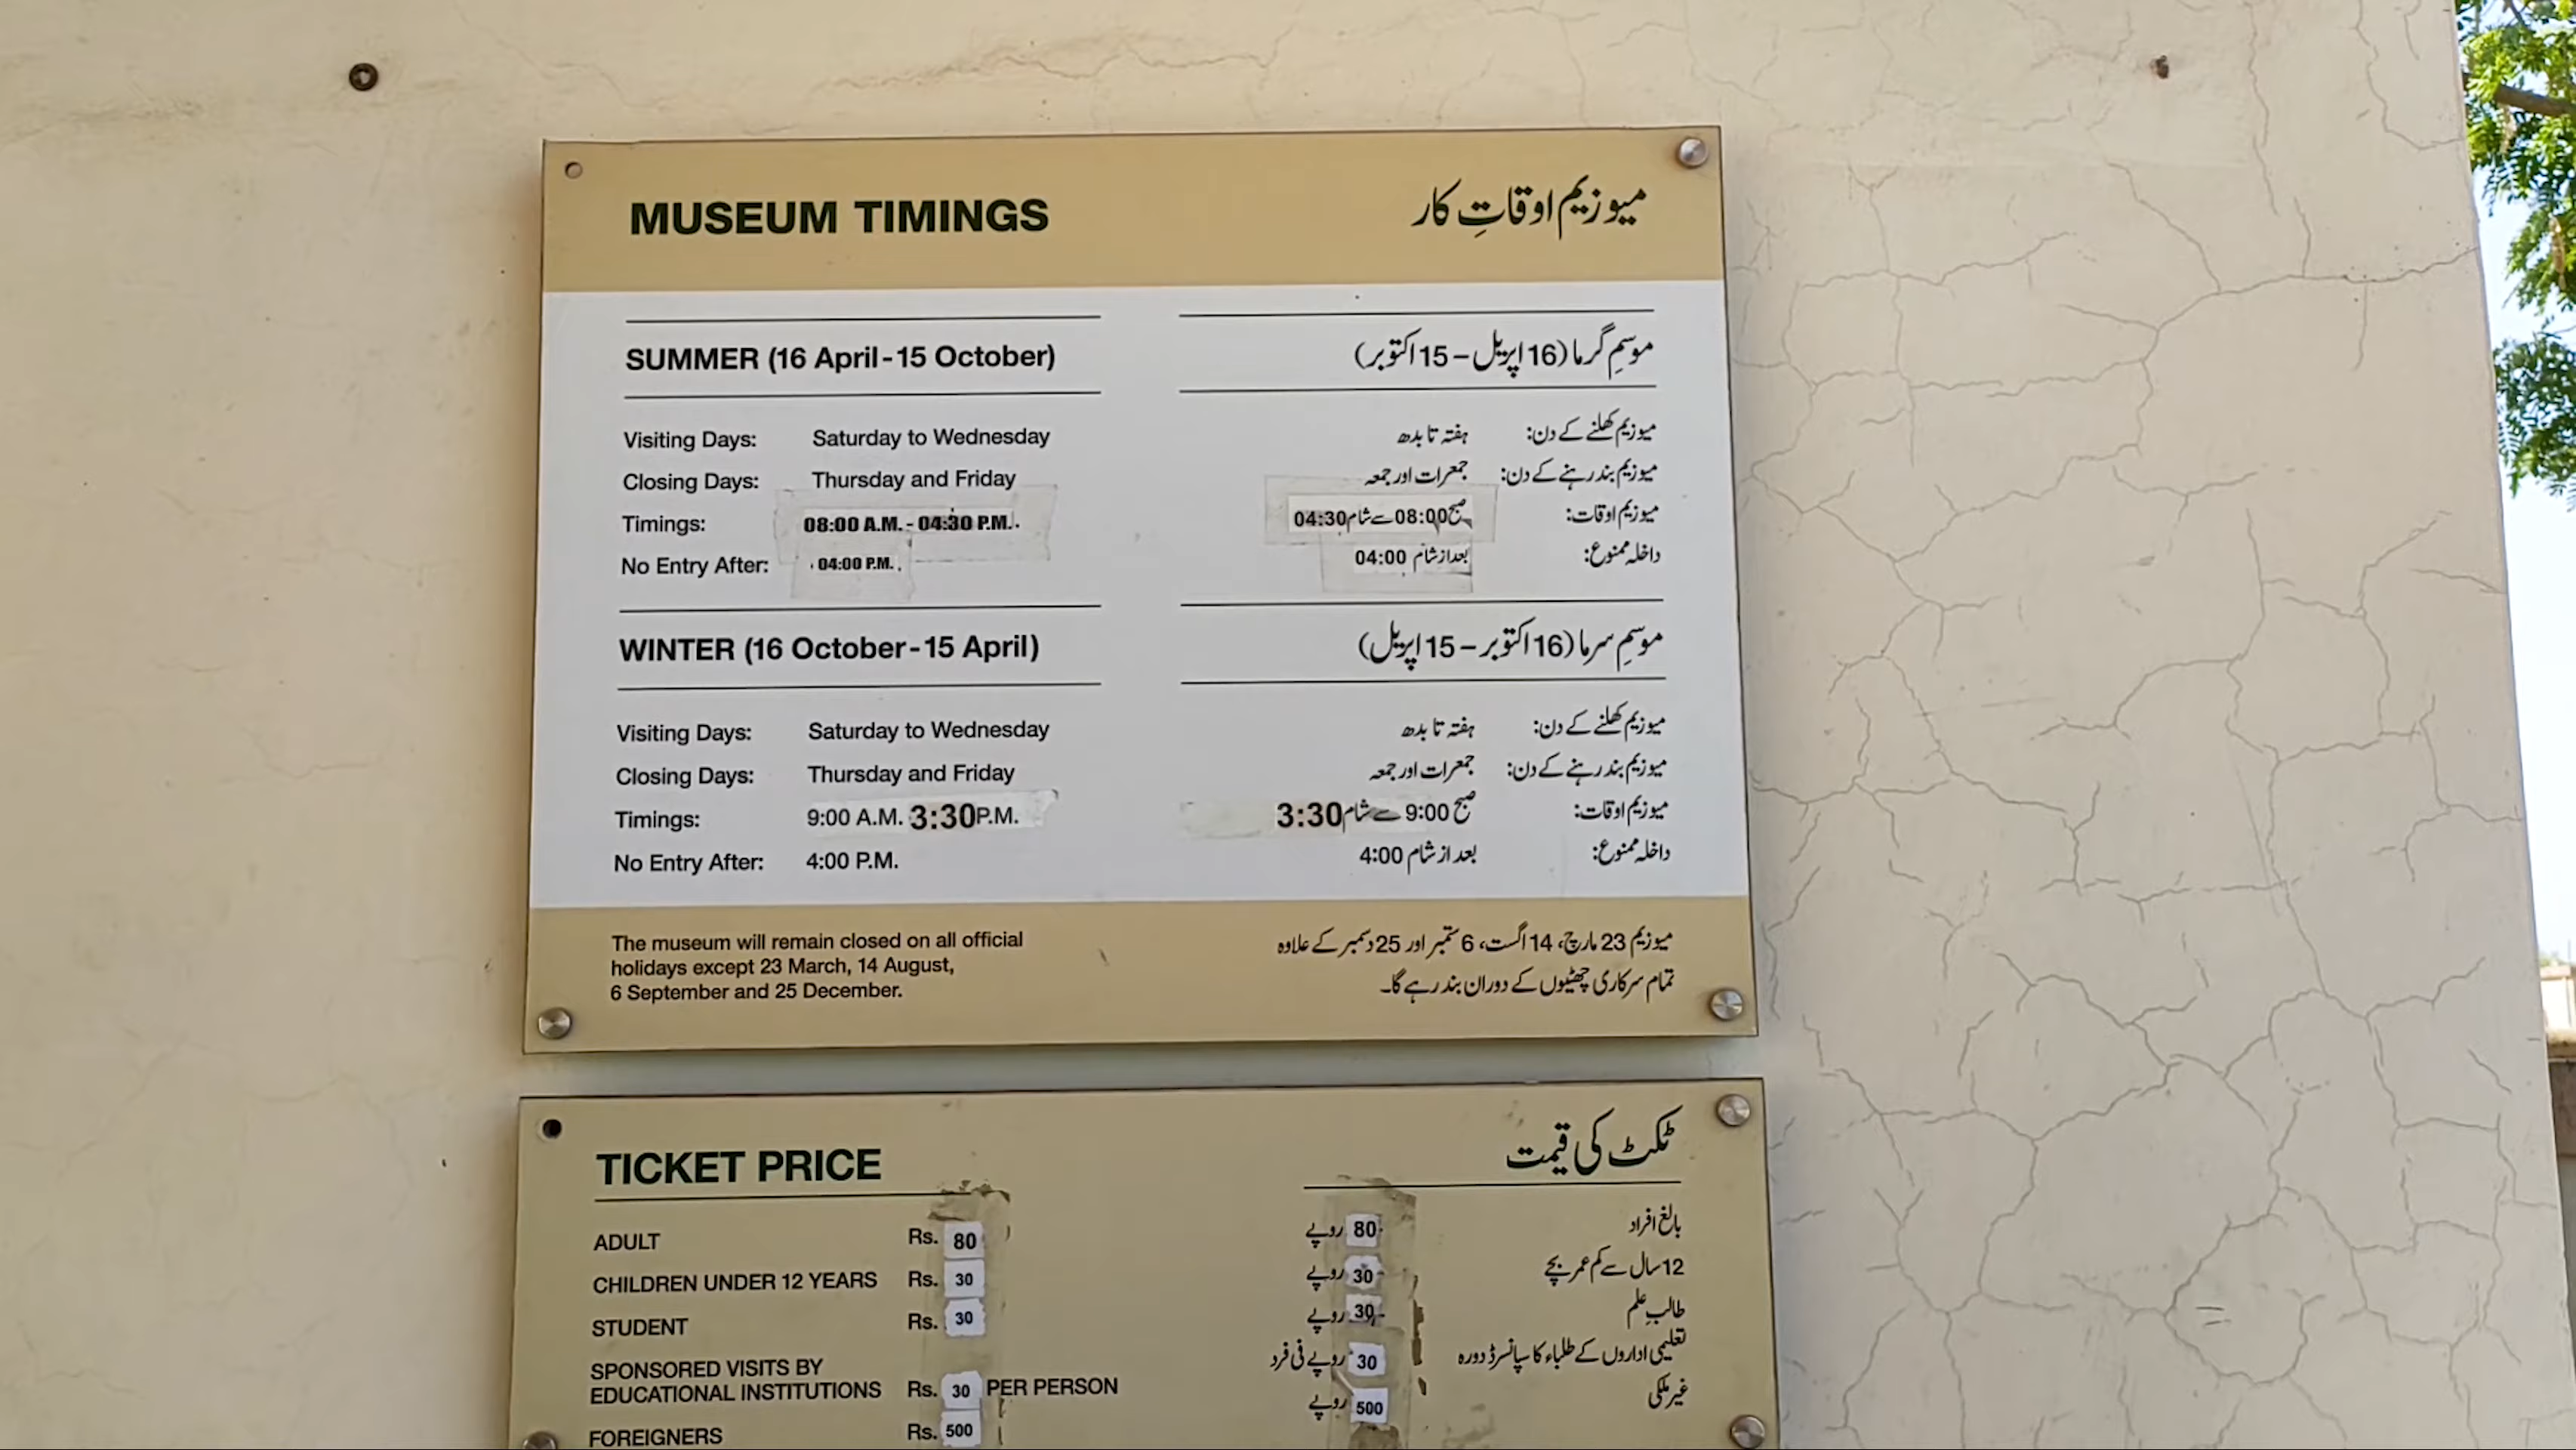 MUSEUM TIMINGS
میوزیم اوقاتِ کار
SUMMER (16 April - 15 October)
موسمِ گرما (16 اپریل – 15 اکتوبر)
Visiting Days: Saturday to Wednesday
میوزیم کھلنے کے دن: ہفتہ تا بدھ
Closing Days: Thursday and Friday
میوزیم بند رہنے کے دن: جمعرات اور جمعہ
Timings: 08:00 A.M. - 04:30 P.M.
میوزیم اوقات: صبح 08:00 سے شام 04:30
No Entry After: 04:00 P.M.
داخلہ ممنوع: بعد از شام 04:00
WINTER (16 October - 15 April)
موسمِ سرما (16 اکتوبر – 15 اپریل)
Visiting Days: Saturday to Wednesday
میوزیم کھلنے کے دن: ہفتہ تا بدھ
Closing Days: Thursday and Friday
میوزیم بند رہنے کے دن: جمعرات اور جمعہ
Timings: 9:00 A.M. 3:30 P.M.
میوزیم اوقات: صبح 9:00 سے شام 3:30
No Entry After: 4:00 P.M.
داخلہ ممنوع: بعد از شام 4:00
The museum will remain closed on all official
holidays except 23 March, 14 August,
6 September and 25 December.
میوزیم 23 مارچ، 14 اگست، 6 ستمبر اور 25 دسمبر کے علاوہ
تمام سرکاری چھٹیوں کے دوران بند رہے گا۔
TICKET PRICE
ٹکٹ کی قیمت
ADULT Rs. 80
بالغ افراد 80 روپے
CHILDREN UNDER 12 YEARS Rs. 30
12 سال سے کم عمر بچے 30 روپے
STUDENT Rs. 30
طالبِ علم 30 روپے
SPONSORED VISITS BY
EDUCATIONAL INSTITUTIONS Rs. 30 PER PERSON
تعلیمی اداروں کے طلباء کا سپانسرڈ دورہ 30 روپے فی فرد
FOREIGNERS Rs. 500
غیر ملکی 500 روپے